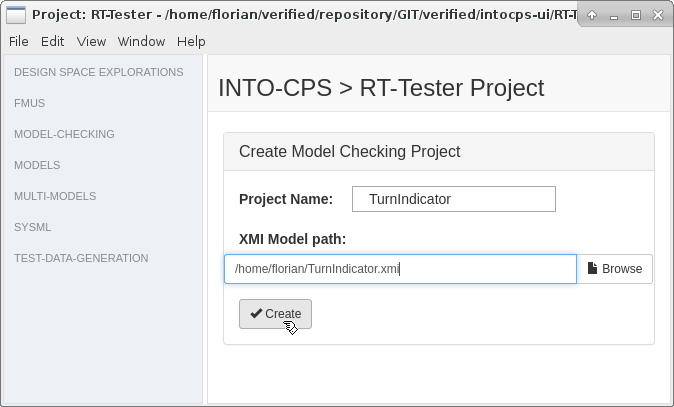 Project: RT-Tester - /home/florian/verified/repository/GIT/verified/intocps-ui/RT-T
File Edit View Window Help
DESIGN SPACE EXPLORATIONS
FMUS
MODEL-CHECKING
MODELS
MULTI-MODELS
SYSML
TEST-DATA-GENERATION
INTO-CPS > RT-Tester Project
Create Model Checking Project
Project Name: TurnIndicator
XMI Model path:
/home/florian/TurnIndicator.xmi Browse
Create